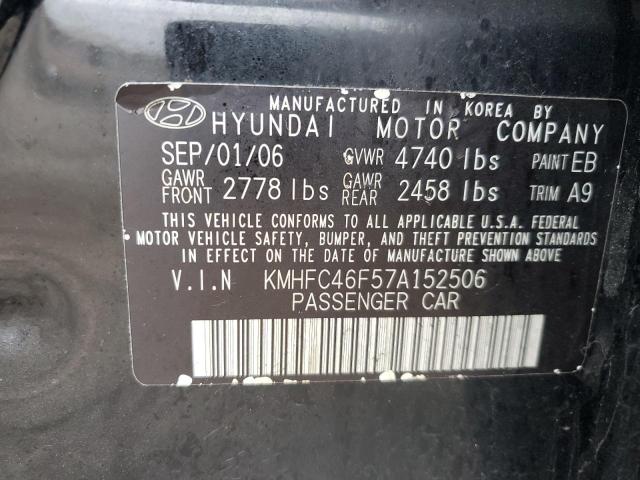 MANUFACTURED IN KOREA BY
HYUNDAI MOTOR COMPANY
SEP/01/06 GVWR 4740 lbs PAINT EB
GAWR FRONT 2778 lbs GAWR REAR 2458 lbs TRIM A9
THIS VEHICLE CONFORMS TO ALL APPLICABLE U.S.A. FEDERAL
MOTOR VEHICLE SAFETY, BUMPER, AND THEFT PREVENTION STANDARDS
IN EFFECT ON THE DATE OF MANUFACTURE SHOWN ABOVE.
V.I.N KMHFC46F57A152506
PASSENGER CAR